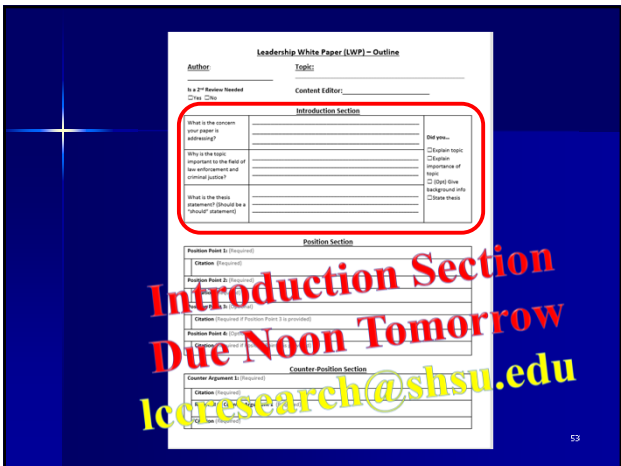 Leadership White Paper (LWP) – Outline
Author: Topic:
Is a 2nd Review Needed
☐Yes ☐No Content Editor:
Introduction Section
What is the concern
your paper is
addressing?
Why is the topic
important to the field of
law enforcement and
criminal justice?
What is the thesis
statement? (Should be a
"should" statement)
Did you…
☐Explain topic
☐Explain
importance of
topic
☐ (Opt) Give
background info
☐State thesis
Position Section
Position Point 1: (Required)
Citation (Required)
Position Point 2: (Required)
Citation (Required if Position Point 3 is provided)
Position Point 4:
Counter-Position Section
Counter Argument 1: (Required)
Citation (Required)
Citation (Required)
Introduction Section
Due Noon Tomorrow
lccresearch@shsu.edu
53